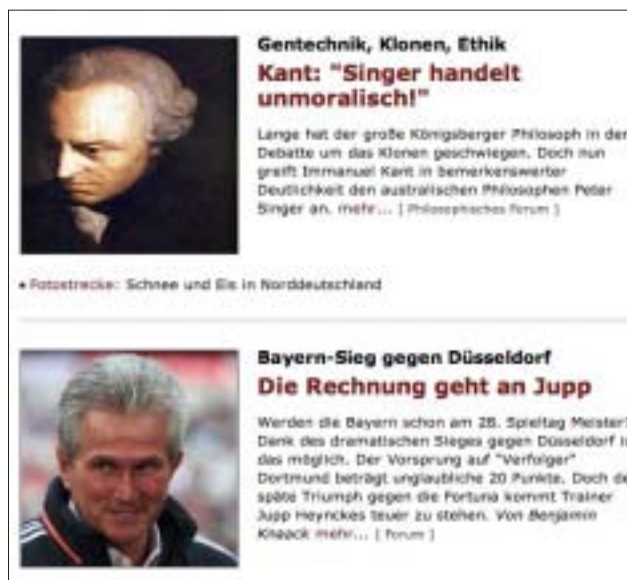 Gentechnik, Klonen, Ethik
Kant: "Singer handelt
unmoralisch!"
Lange hat der große Königsberger Philosoph in der
Debatte um das Klonen geschwiegen. Doch nun
greift Immanuel Kant in bemerkenswerter
Deutlichkeit den australischen Philosophen Peter
Singer an. mehr... [ Philosophisches Forum ]
• Fotostrecke: Schnee und Eis in Norddeutschland
Bayern-Sieg gegen Düsseldorf
Die Rechnung geht an Jupp
Werden die Bayern schon am 28. Spieltag Meister?
Dank des dramatischen Sieges gegen Düsseldorf is
das möglich. Der Vorsprung auf "Verfolger"
Dortmund beträgt unglaubliche 20 Punkte. Doch de
späte Triumph gegen die Fortuna kommt Trainer
Jupp Heynckes teuer zu stehen. Von Benjamin
Knaack mehr... [ Forum ]